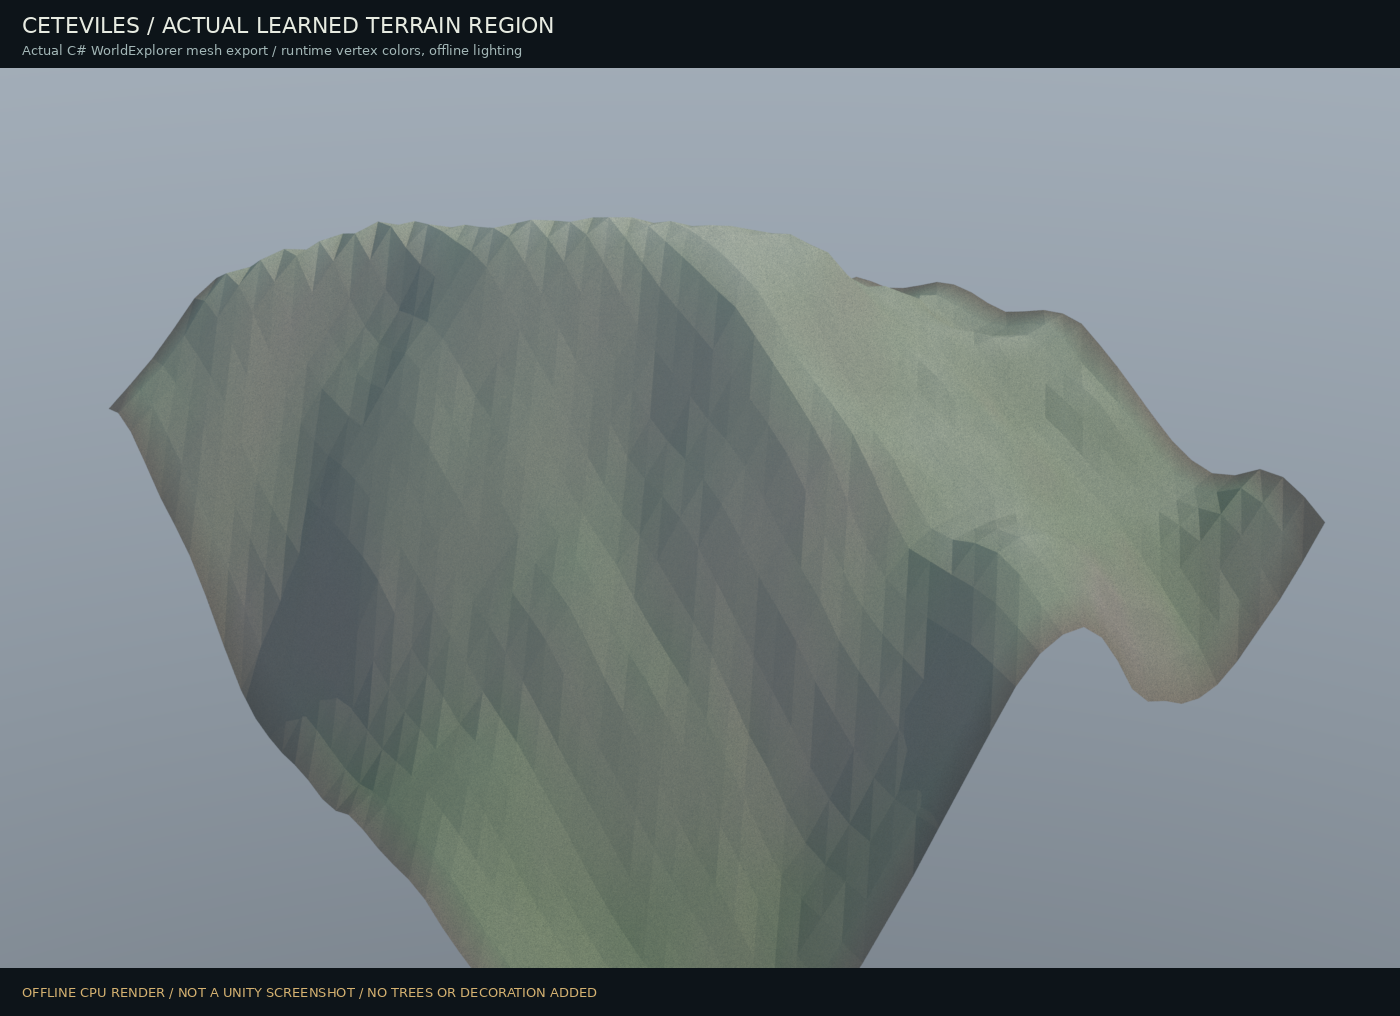 CETEVILES / ACTUAL LEARNED TERRAIN REGION
Actual C# WorldExplorer mesh export / runtime vertex colors, offline lighting
OFFLINE CPU RENDER / NOT A UNITY SCREENSHOT / NO TREES OR DECORATION ADDED